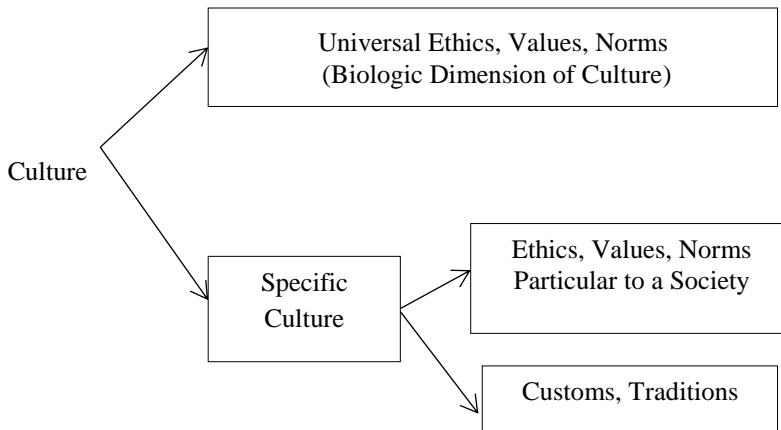 Universal Ethics, Values, Norms
(Biologic Dimension of Culture)
Culture
Specific
Culture
Ethics, Values, Norms
Particular to a Society
Customs, Traditions